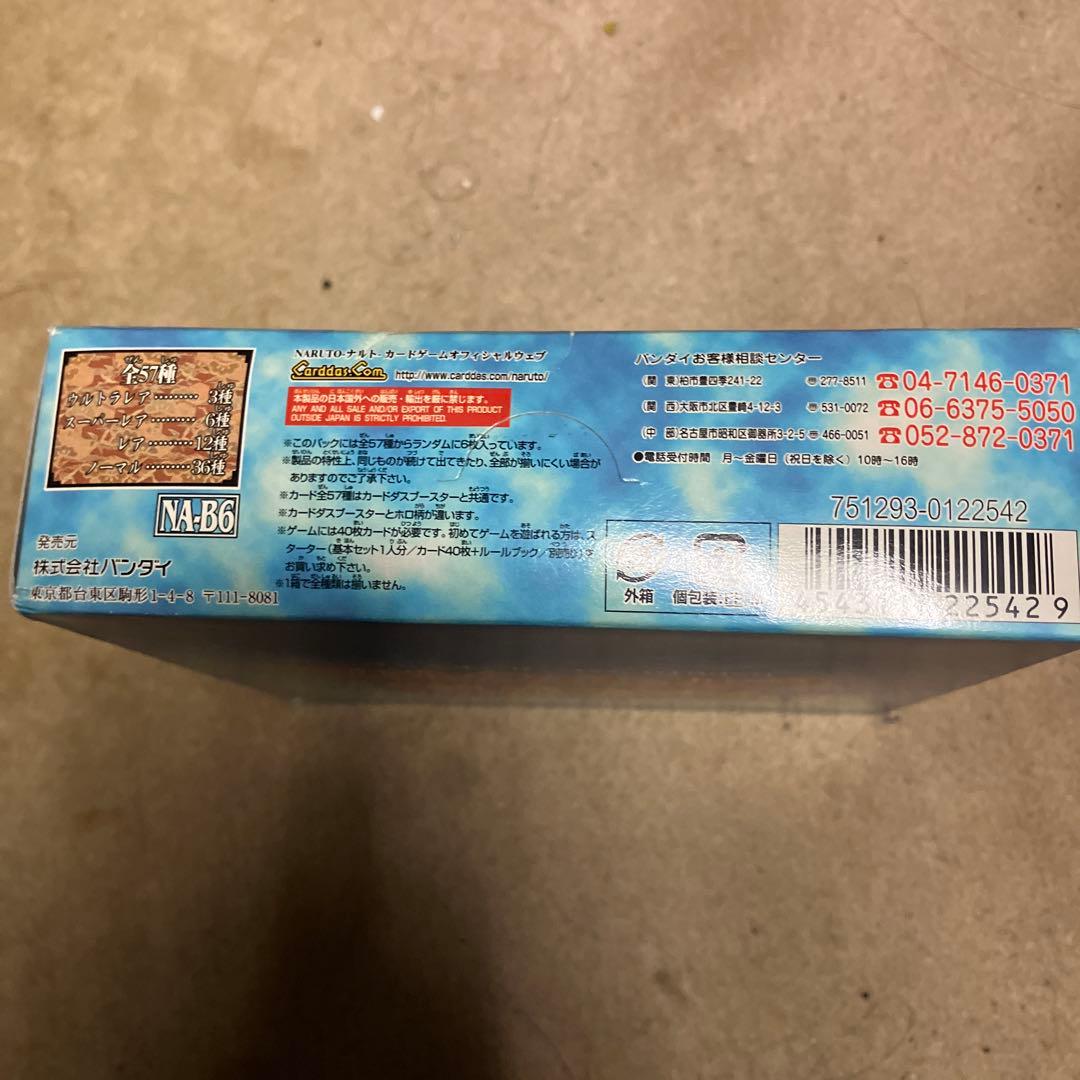 全57種
ウルトラレア………3種
スーパーレア………6種
レア………12種
ノーマル………36種
NA-B6
発売元
株式会社バンダイ
東京都台東区駒形1-4-8 〒111-8081
NARUTO-ナルト- カードゲームオフィシャルウェブ
Carddas.Com http://www.carddas.com/naruto/
本製品の日本国外への販売・輸出を厳に禁じます。
ANY AND ALL SALE AND/OR EXPORT OF THIS PRODUCT
OUTSIDE JAPAN IS STRICTLY PROHIBITED.
※このパックには全57種からランダムに6枚入っています。
※製品の特性上、同じものが続けて出てきたり、全部が揃いにくい場合が
ありますのでご了承下さい。
※カード全57種はカードダスブースターと共通です。
※カードダスブースターとホロ柄が違います。
※ゲームには40枚カードが必要です。初めてゲームを遊ばれる方は、ス
ターター(基本セット1人分/カード40枚+ルールブック/別売り)を
お買い求め下さい。
※1箱で全種類は揃いません。
バンダイお客様相談センター
(関 東)柏市豊四季241-22 〒277-8511 ☎04-7146-0371
(関 西)大阪市北区豊崎4-12-3 〒531-0072 ☎06-6375-5050
(中 部)名古屋市昭和区御器所3-2-5 〒466-0051 ☎052-872-0371
●電話受付時間 月～金曜日(祝日を除く)10時～16時
751293-0122542
外箱 個包装:
4543 225429